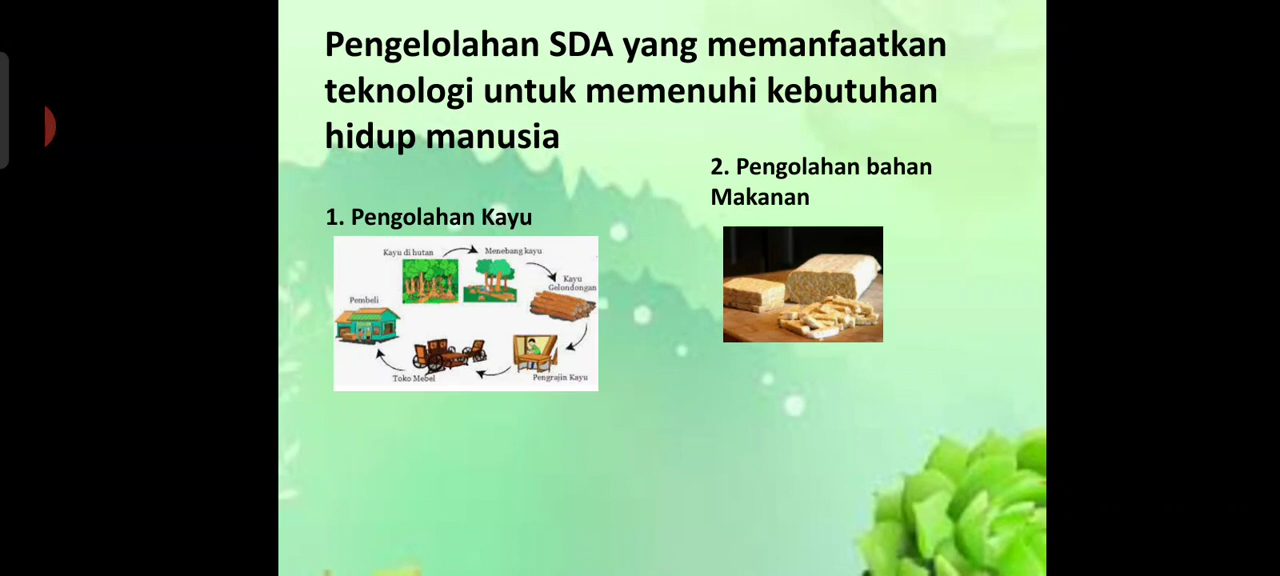 Pengelolahan SDA yang memanfaatkan
teknologi untuk memenuhi kebutuhan
hidup manusia
1. Pengolahan Kayu
Kayu di hutan
Menebang kayu
Kayu
Gelondongan
Pengrajin Kayu
Toko Mebel
Pembeli
2. Pengolahan bahan
Makanan